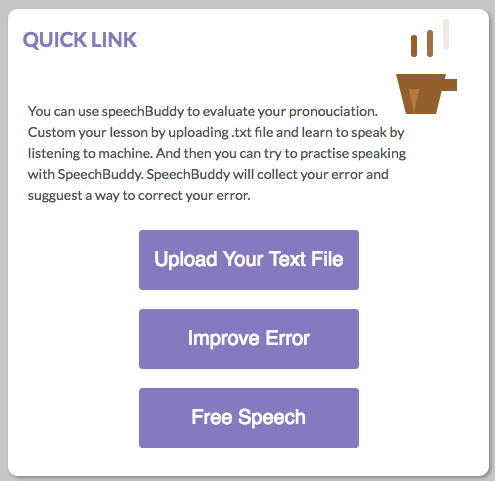 QUICK LINK
You can use speechBuddy to evaluate your pronouciation.
Custom your lesson by uploading .txt file and learn to speak by
listening to machine. And then you can try to practise speaking
with SpeechBuddy. SpeechBuddy will collect your error and
sugguest a way to correct your error.
Upload Your Text File
Improve Error
Free Speech